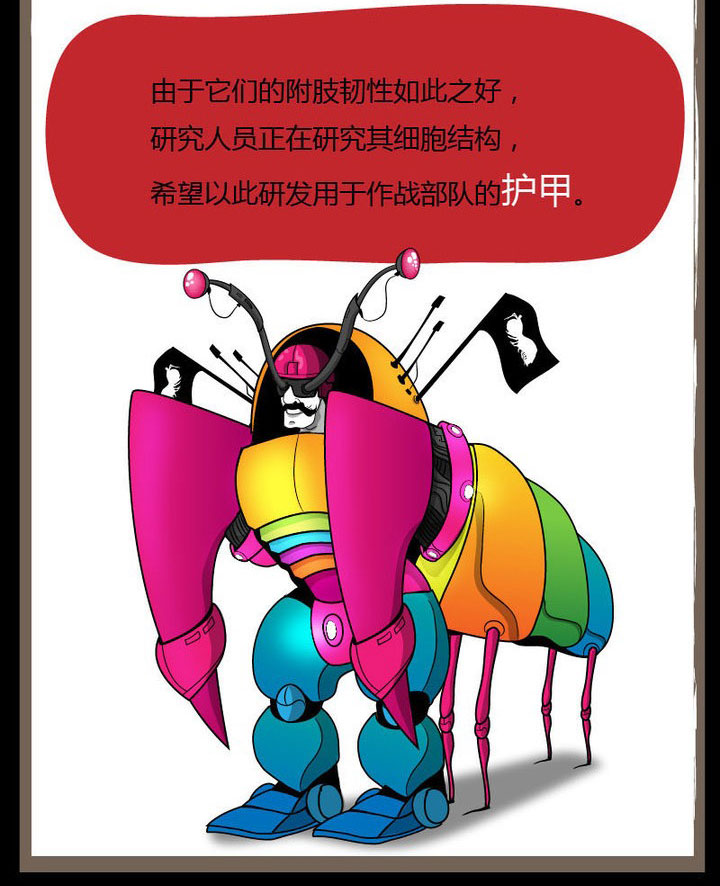 由于它们的附肢韧性如此之好，
研究人员正在研究其细胞结构，
希望以此研发用于作战部队的护甲。